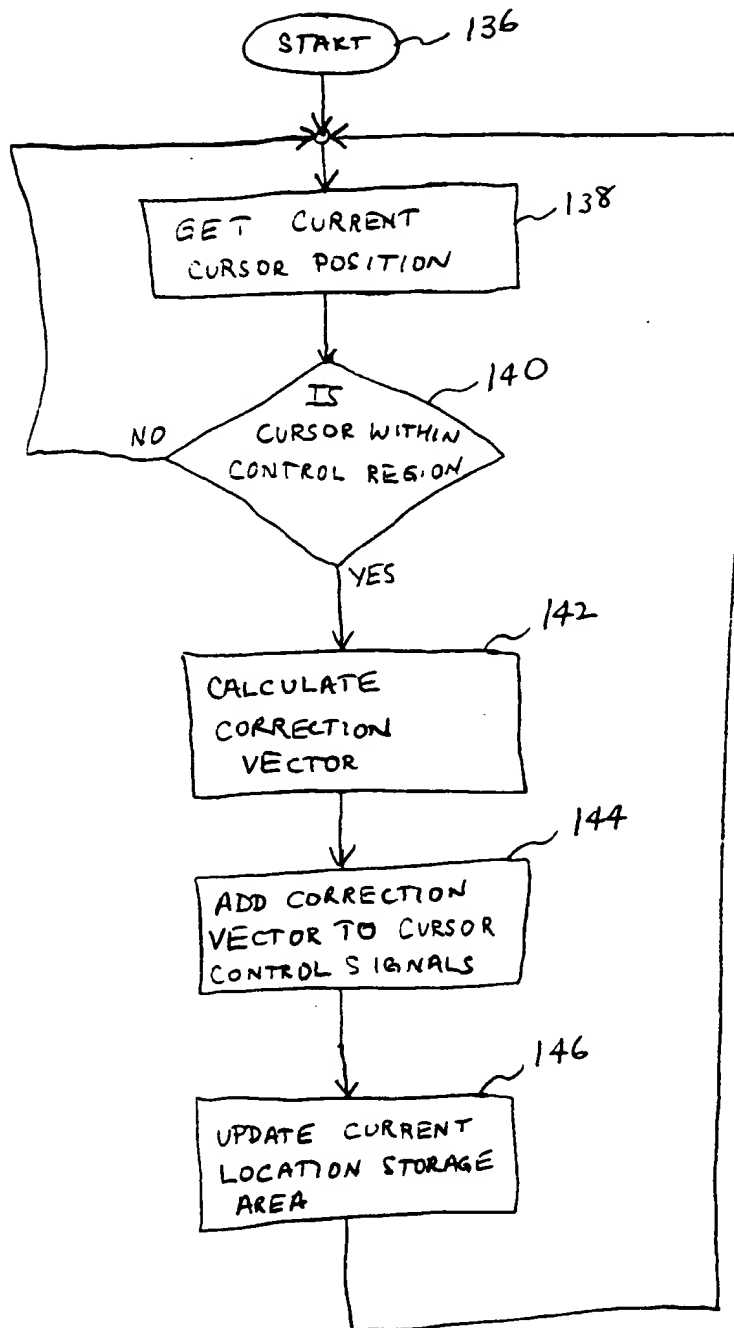 START
136
GET CURRENT
CURSOR POSITION
138
IS
CURSOR WITHIN
CONTROL REGION
140
NO
YES
CALCULATE
CORRECTION
VECTOR
142
ADD CORRECTION
VECTOR TO CURSOR
CONTROL SIGNALS
144
UPDATE CURRENT
LOCATION STORAGE
AREA
146